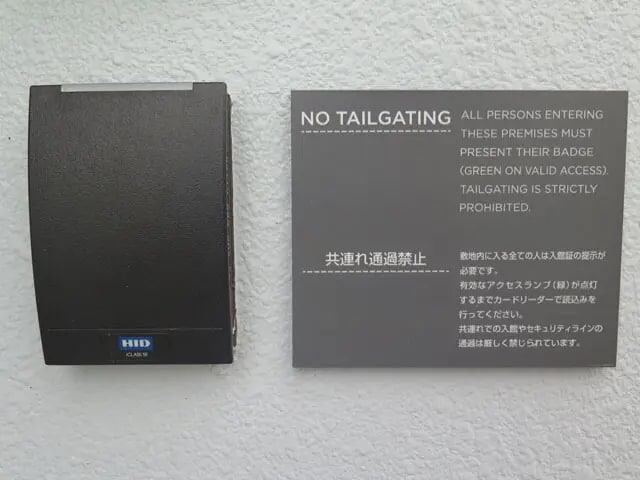 HID
iCLASS SE
NO TAILGATING
ALL PERSONS ENTERING
THESE PREMISES MUST
PRESENT THEIR BADGE
(GREEN ON VALID ACCESS).
TAILGATING IS STRICTLY
PROHIBITED.
共連れ通過禁止
敷地内に入る全ての人は入館証の提示が
必要です。
有効なアクセスランプ（緑）が点灯
するまでカードリーダーで読込みを
行ってください。
共連れでの入館やセキュリティラインの
通過は厳しく禁じられています。